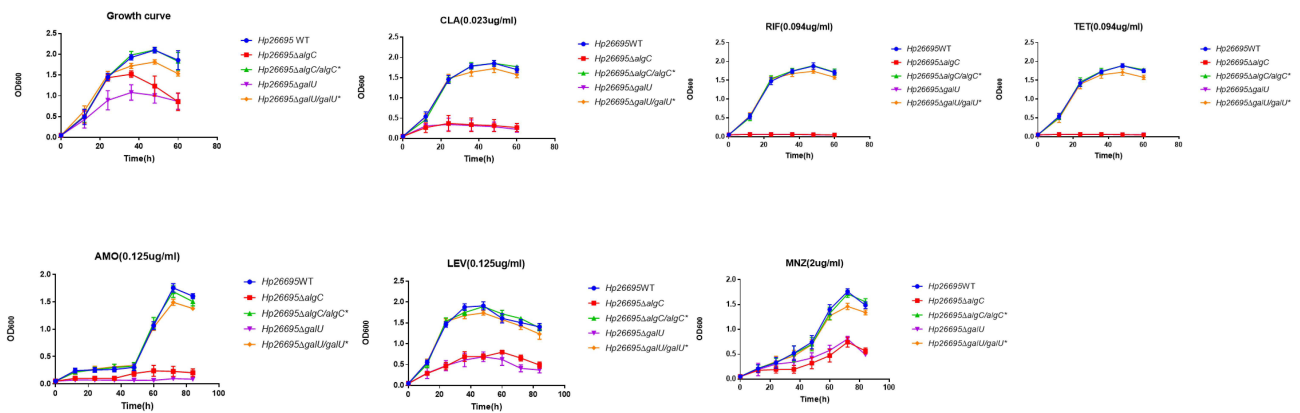 Growth curve
2.5
2.0
1.5
1.0
0.5
0.0
0 20 40 60 80
OD600
Time(h)
Hp26695 WT
Hp26695ΔalgC
Hp26695ΔalgC/algC*
Hp26695ΔgalU
Hp26695ΔgalU/galU*
CLA(0.023ug/ml)
2.5
2.0
1.5
1.0
0.5
0.0
0 20 40 60 80
OD600
Time(h)
Hp26695WT
Hp26695ΔalgC
Hp26695ΔalgC/algC*
Hp26695ΔgalU
Hp26695ΔgalU/galU*
RIF(0.094ug/ml)
2.5
2.0
1.5
1.0
0.5
0.0
0 20 40 60 80
OD600
Time(h)
Hp26695WT
Hp26695ΔalgC
Hp26695ΔalgC/algC*
Hp26695ΔgalU
Hp26695ΔgalU/galU*
TET(0.094ug/ml)
2.5
2.0
1.5
1.0
0.5
0.0
0 20 40 60 80
OD600
Time(h)
Hp26695WT
Hp26695ΔalgC
Hp26695ΔalgC/algC*
Hp26695ΔgalU
Hp26695ΔgalU/galU*
AMO(0.125ug/ml)
2.0
1.5
1.0
0.5
0.0
0 20 40 60 80 100
OD600
Time(h)
Hp26695WT
Hp26695ΔalgC
Hp26695ΔalgC/algC*
Hp26695ΔgalU
Hp26695ΔgalU/galU*
LEV(0.125ug/ml)
2.5
2.0
1.5
1.0
0.5
0.0
0 20 40 60 80 100
OD600
Time(h)
Hp26695WT
Hp26695ΔalgC
Hp26695ΔalgC/algC*
Hp26695ΔgalU
Hp26695ΔgalU/galU*
MNZ(2ug/ml)
2.0
1.5
1.0
0.5
0.0
0 20 40 60 80 100
OD600
Time(h)
Hp26695WT
Hp26695ΔalgC
Hp26695ΔalgC/algC*
Hp26695ΔgalU
Hp26695ΔgalU/galU*